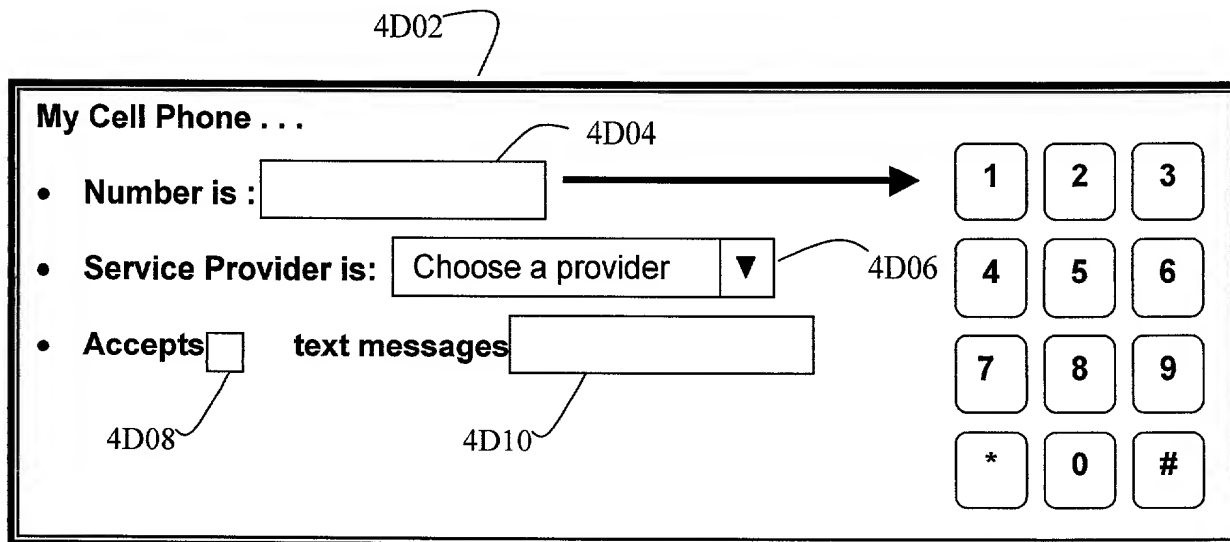 4D02
My Cell Phone . . .
• Number is : 4D04
• Service Provider is: Choose a provider ▼ 4D06
• Accepts text messages
4D08 4D10
1 2 3
4 5 6
7 8 9
* 0 #